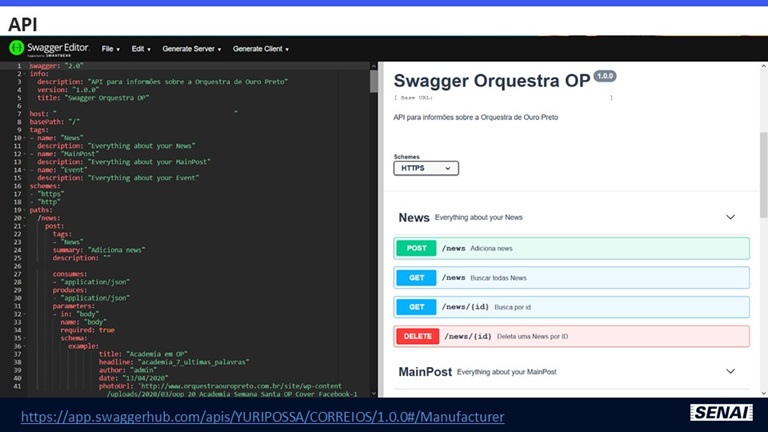 API
Swagger Editor.
Supported by SMARTBEAR
File
Edit
Generate Server
Generate Client
1 swagger: "2.0"
2 info:
3 description: "API para informões sobre a Orquestra de Ouro Preto"
4 version: "1.0.0"
5 title: "Swagger Orquestra OP"
7 host: " "
8 basePath: "/"
9 tags:
10 - name: "News"
11 description: "Everything about your News"
12 - name: "MainPost"
13 description: "Everything about your MainPost"
14 - name: "Event"
15 description: "Everything about your Event"
16 schemes:
17 - "https"
18 - "http"
19 paths:
20 /news:
21 post:
22 tags:
23 - "News"
24 summary: "Adiciona news"
25 description: ""
27 consumes:
28 - "application/json"
29 produces:
30 - "application/json"
31 parameters:
32 - in: "body"
33 name: "body"
34 required: true
35 schema:
36 example:
37 title: "Academia em OP"
38 headline: "academia_7_ultimas_palavras"
39 author: "admin"
40 date: "13/04/2020"
41 photoUrl: 'http://www.orquestraouropreto.com.br/site/wp-content
/uploads/2020/03/oop_20_Academia_Semana_Santa_OP_Cover_Facebook-1
Swagger Orquestra OP 1.0.0
[ Base URL: ]
API para informões sobre a Orquestra de Ouro Preto
Schemes
HTTPS
News Everything about your News
POST /news Adiciona news
GET /news Buscar todas News
GET /news/{id} Busca por id
DELETE /news/{id} Deleta uma News por ID
MainPost Everything about your MainPost
https://app.swaggerhub.com/apis/YURIPOSSA/CORREIOS/1.0.0#/Manufacturer
SENAI